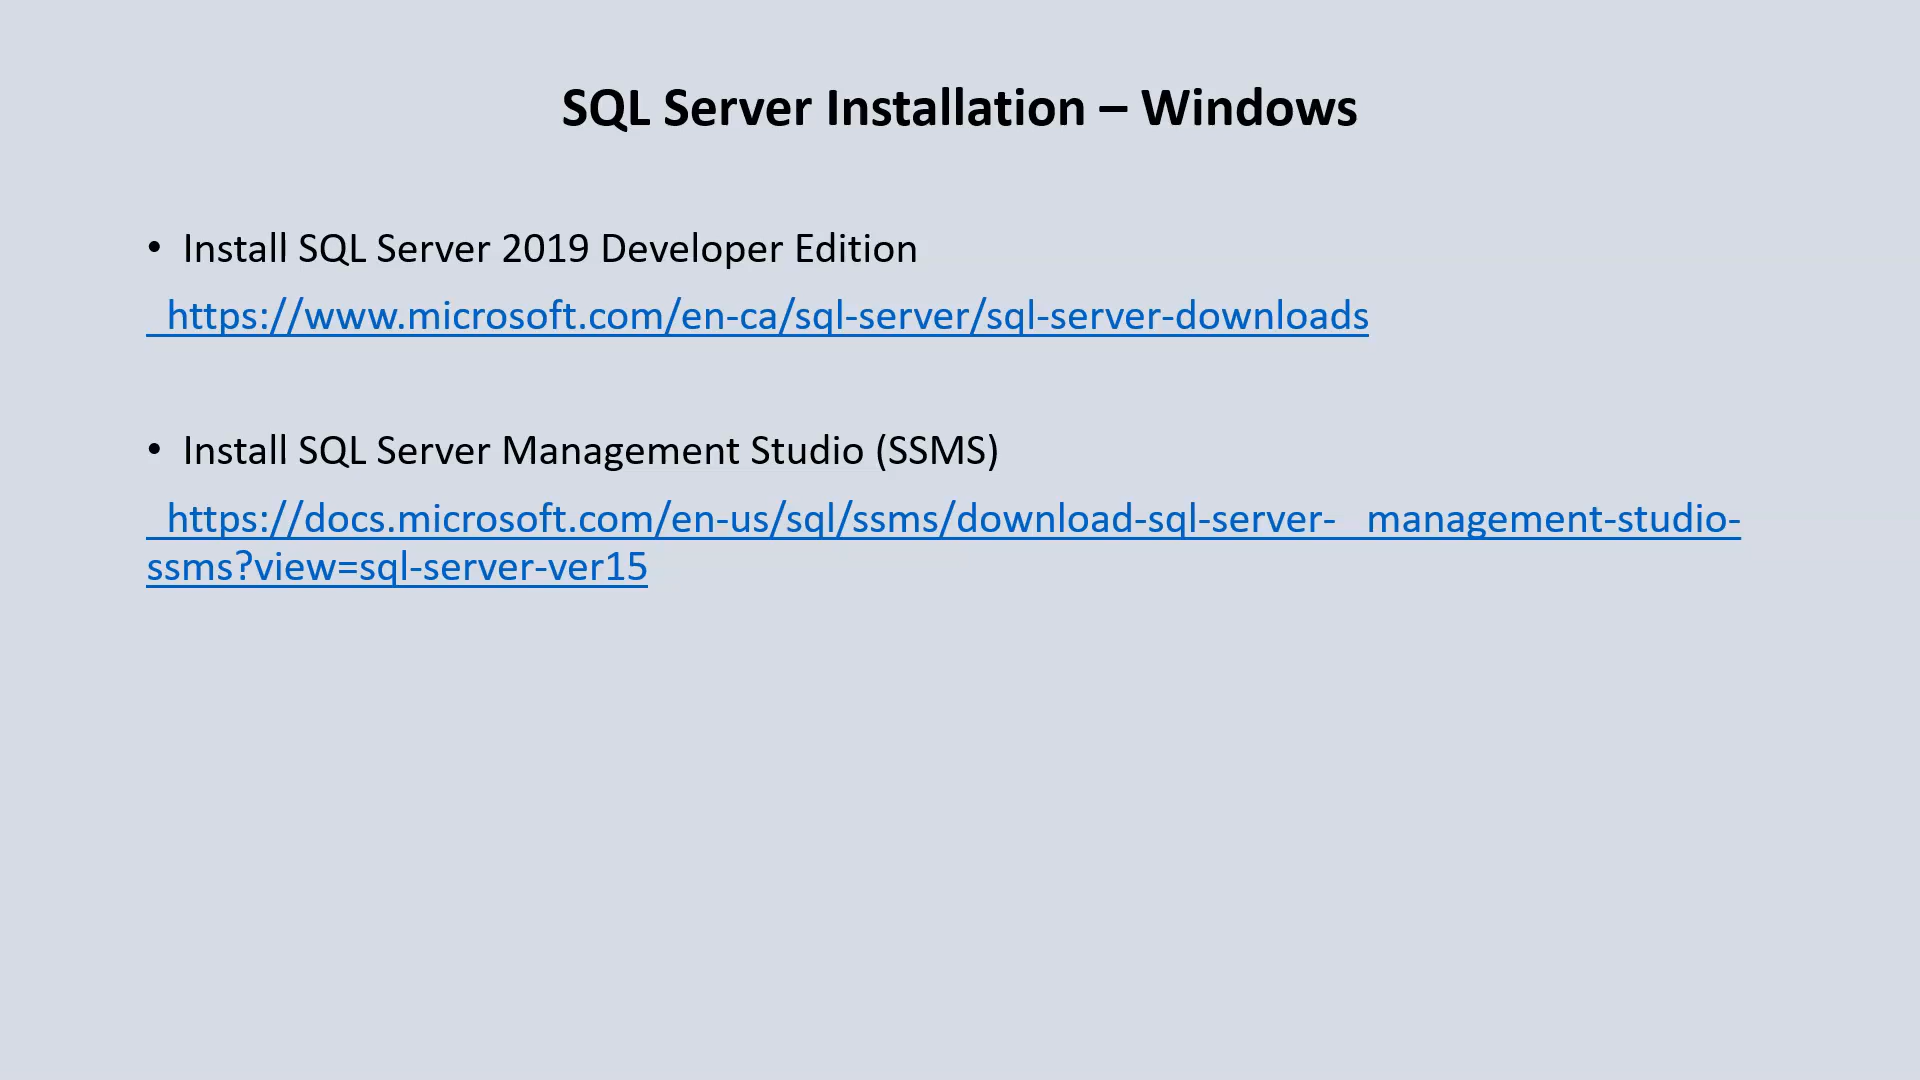 SQL Server Installation – Windows
• Install SQL Server 2019 Developer Edition
https://www.microsoft.com/en-ca/sql-server/sql-server-downloads
• Install SQL Server Management Studio (SSMS)
https://docs.microsoft.com/en-us/sql/ssms/download-sql-server- management-studio-
ssms?view=sql-server-ver15